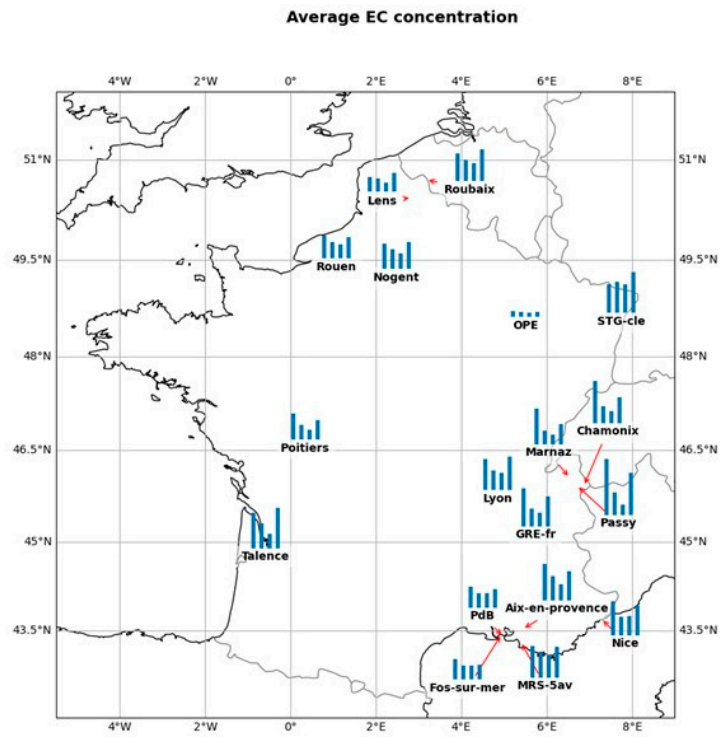 Average EC concentration
4°W 2°W 0° 2°E 4°E 6°E 8°E
51°N 51°N
Roubaix
Lens
49.5°N 49.5°N
Rouen
Nogent
OPE
STG-cle
48°N 48°N
Chamonix
46.5°N 46.5°N
Poitiers
Marnaz
Lyon
Passy
GRE-fr
45°N 45°N
Talence
Aix-en-provence
PdB
43.5°N 43.5°N
Nice
Fos-sur-mer
MRS-5av
4°W 2°W 0° 2°E 4°E 6°E 8°E